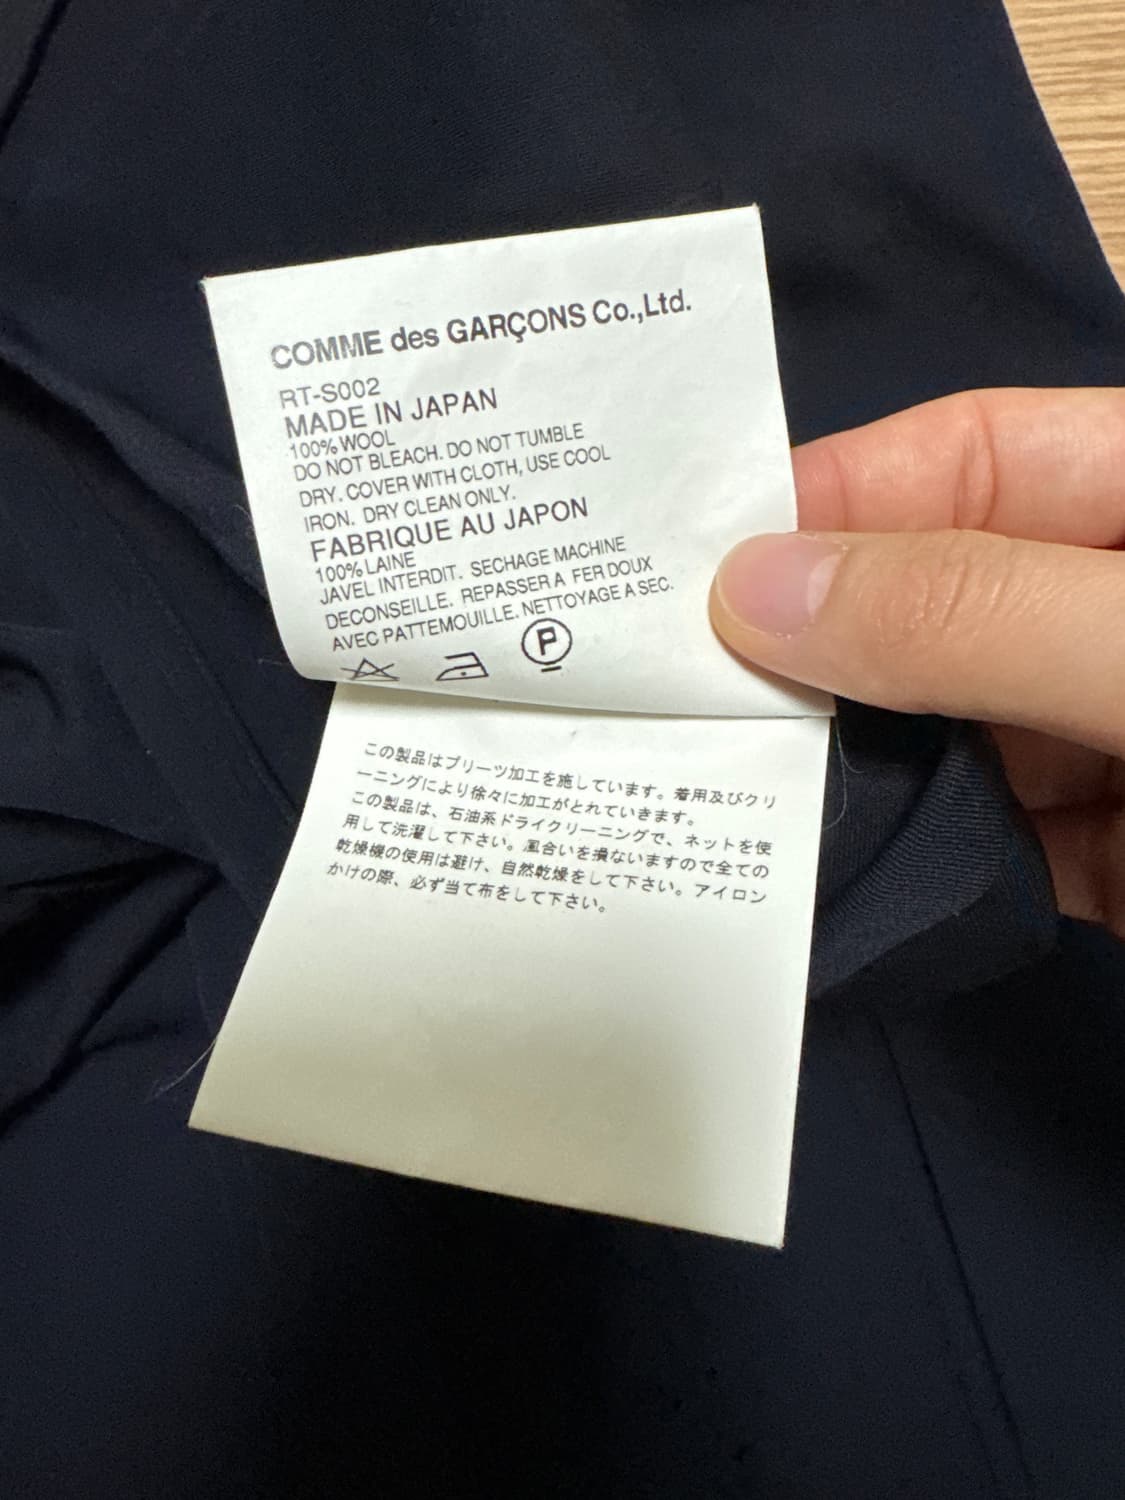 COMME des GARÇONS Co.,Ltd.
RT-S002
MADE IN JAPAN
100% WOOL
DO NOT BLEACH. DO NOT TUMBLE
DRY. COVER WITH CLOTH, USE COOL
IRON. DRY CLEAN ONLY.
FABRIQUE AU JAPON
100% LAINE
JAVEL INTERDIT. SECHAGE MACHINE
DECONSEILLE. REPASSER A FER DOUX
AVEC PATTEMOUILLE. NETTOYAGE A SEC.
P
この製品はプリーツ加工を施しています。着用及びクリ
ーニングにより徐々に加工がとれていきます。
この製品は、石油系ドライクリーニングで、ネットを使
用して洗濯して下さい。風合いを損ないますので全ての
乾燥機の使用は避け、自然乾燥をして下さい。アイロン
かけの際、必ず当て布をして下さい。